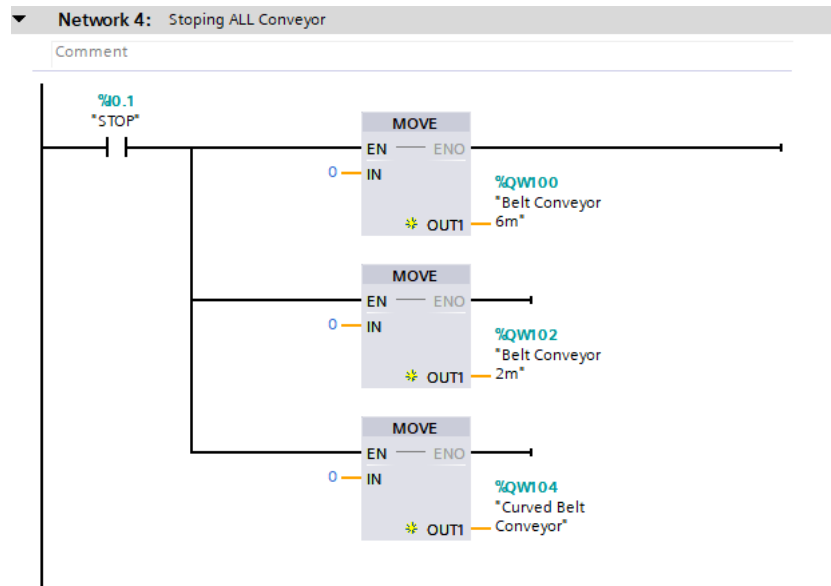 Network 4: Stoping ALL Conveyor
Comment
%I0.1
"STOP"
MOVE
EN ENO
0 IN
%QW100
"Belt Conveyor
6m"
OUT1
MOVE
EN ENO
0 IN
%QW102
"Belt Conveyor
2m"
OUT1
MOVE
EN ENO
0 IN
%QW104
"Curved Belt
Conveyor"
OUT1